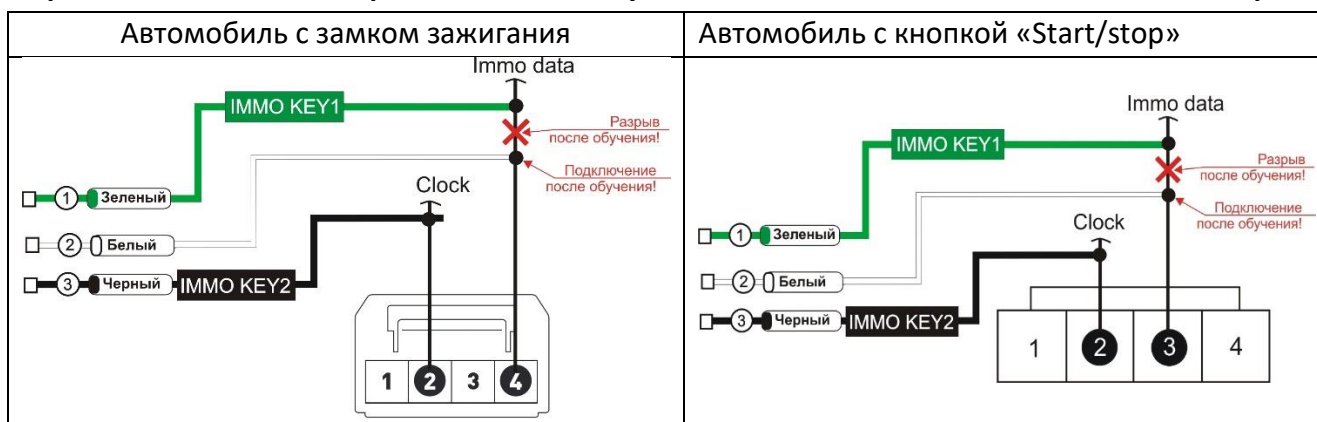 Автомобиль с замком зажигания
Immo data
IMMO KEY1
Разрыв
после обучения!
Подключение
после обучения!
Clock
1 Зеленый
2 Белый
3 Черный IMMO KEY2
1 2 3 4
Автомобиль с кнопкой «Start/stop»
Immo data
IMMO KEY1
Разрыв
после обучения!
Подключение
после обучения!
Clock
1 Зеленый
2 Белый
3 Черный IMMO KEY2
1 2 3 4